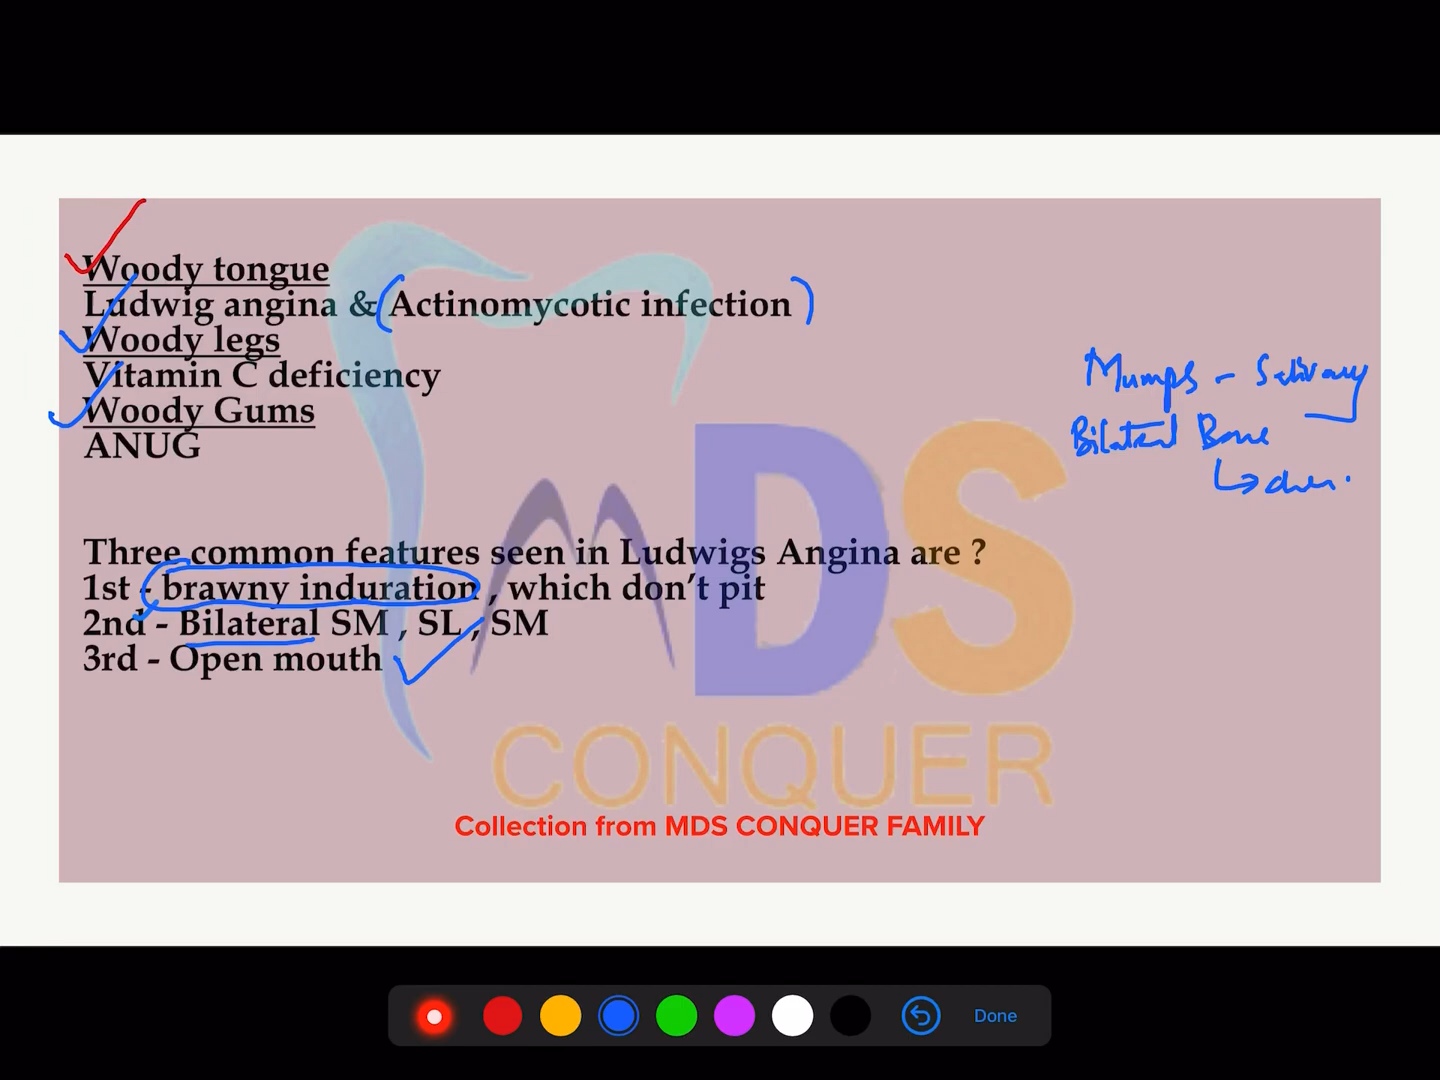 Woody tongue
Ludwig angina & (Actinomycotic infection)
Woody legs
Vitamin C deficiency
Woody Gums
ANUG
Mumps - Salivary
Bilateral Bone
Three common features seen in Ludwigs Angina are ?
1st - brawny induration , which don't pit
2nd - Bilateral SM , SL , SM
3rd - Open mouth
MDS
CONQUER
Collection from MDS CONQUER FAMILY
Done